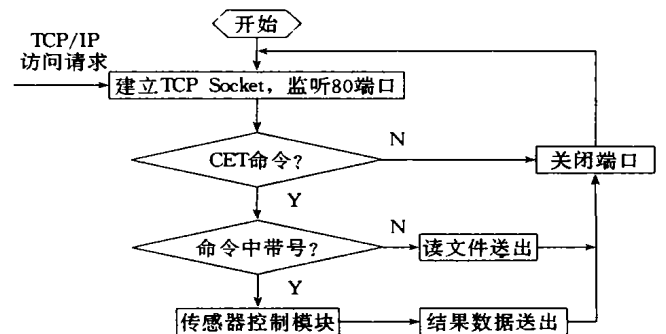 开始
TCP/IP
访问请求
建立TCP Socket,监听80端口
CET命令?
N
关闭端口
Y
命令中带号?
N
读文件送出
Y
传感器控制模块
结果数据送出